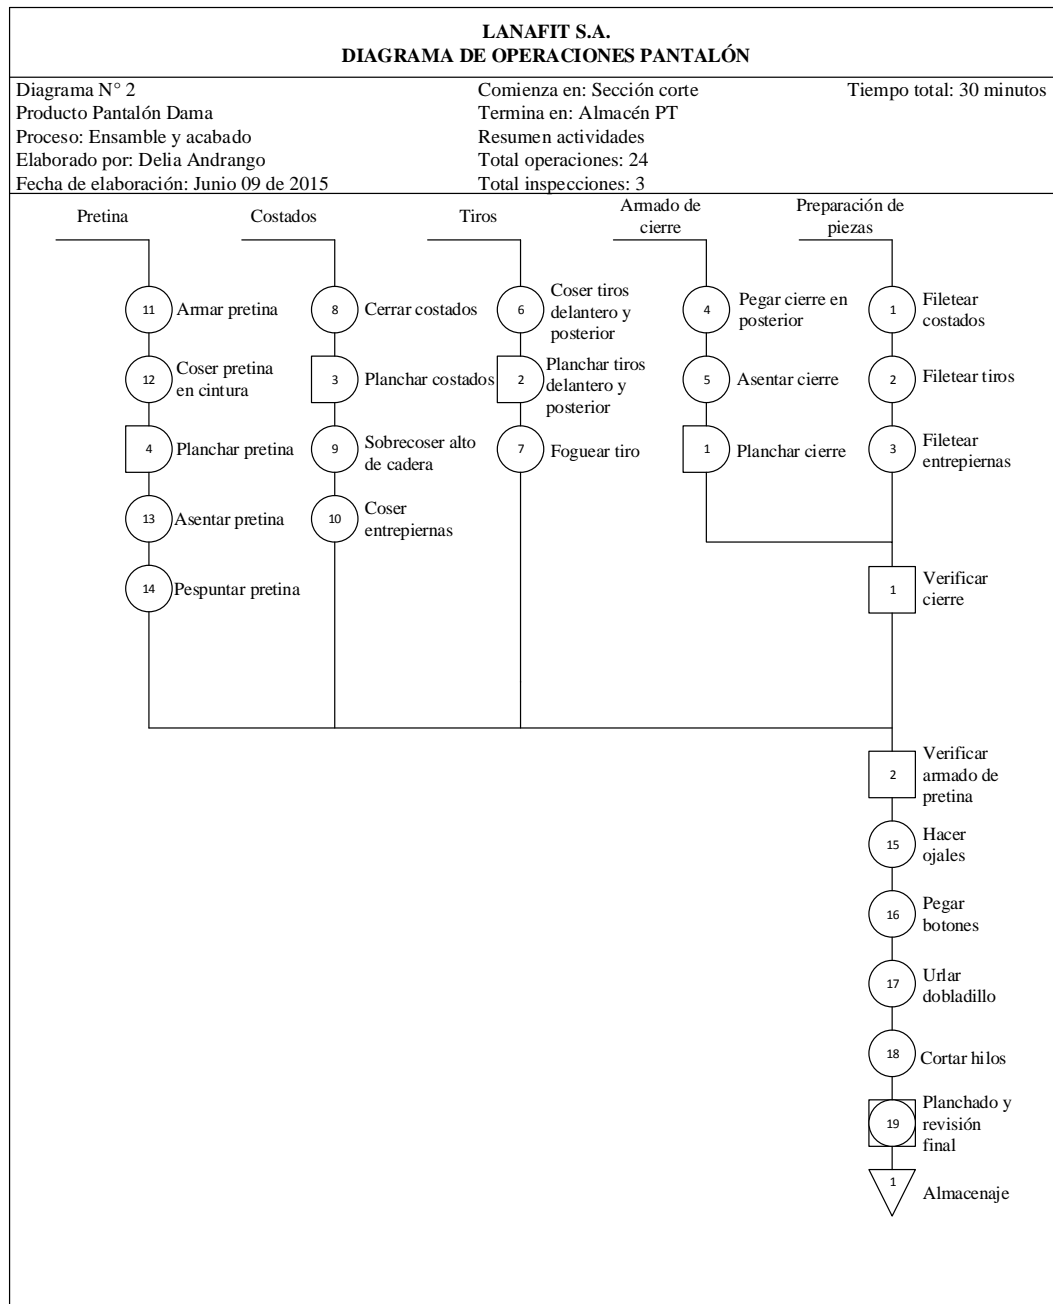 LANAFIT S.A.
DIAGRAMA DE OPERACIONES PANTALÓN
Diagrama N° 2
Producto Pantalón Dama
Proceso: Ensamble y acabado
Elaborado por: Delia Andrango
Fecha de elaboración: Junio 09 de 2015
Comienza en: Sección corte
Termina en: Almacén PT
Resumen actividades
Total operaciones: 24
Total inspecciones: 3
Tiempo total: 30 minutos
Pretina
11
Armar pretina
12
Coser pretina
en cintura
4
Planchar pretina
13
Asentar pretina
14
Pespuntar pretina
Costados
8
Cerrar costados
3
Planchar costados
9
Sobrecoser alto
de cadera
10
Coser
entrepiernas
Tiros
6
Coser tiros
delantero y
posterior
2
Planchar tiros
delantero y
posterior
7
Foguear tiro
Armado de
cierre
4
Pegar cierre en
posterior
5
Asentar cierre
1
Planchar cierre
Preparación de
piezas
1
Filetear
costados
2
Filetear tiros
3
Filetear
entrepiernas
1
Verificar
cierre
2
Verificar
armado de
pretina
15
Hacer
ojales
16
Pegar
botones
17
Urlar
dobladillo
18
Cortar hilos
19
Planchado y
revisión
final
1
Almacenaje